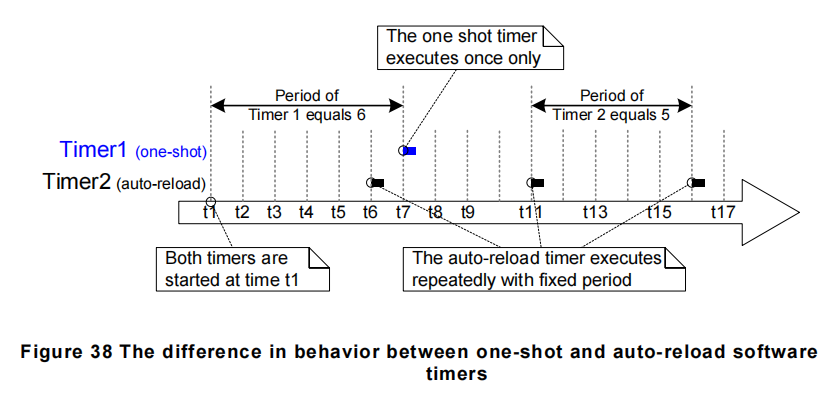 The one shot timer
executes once only
Period of
Timer 1 equals 6
Period of
Timer 2 equals 5
Timer1 (one-shot)
Timer2 (auto-reload)
t1 t2 t3 t4 t5 t6 t7 t8 t9 t11 t13 t15 t17
Both timers are
started at time t1
The auto-reload timer executes
repeatedly with fixed period
Figure 38 The difference in behavior between one-shot and auto-reload software
timers